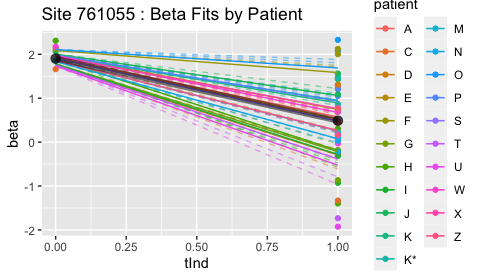 Site 761055 : Beta Fits by Patient
beta
2
1
0
-1
-2
0.00
0.25
0.50
0.75
1.00
tInd
patient
A
C
D
E
F
G
H
I
J
K
K*
M
N
O
P
S
T
U
W
X
Z